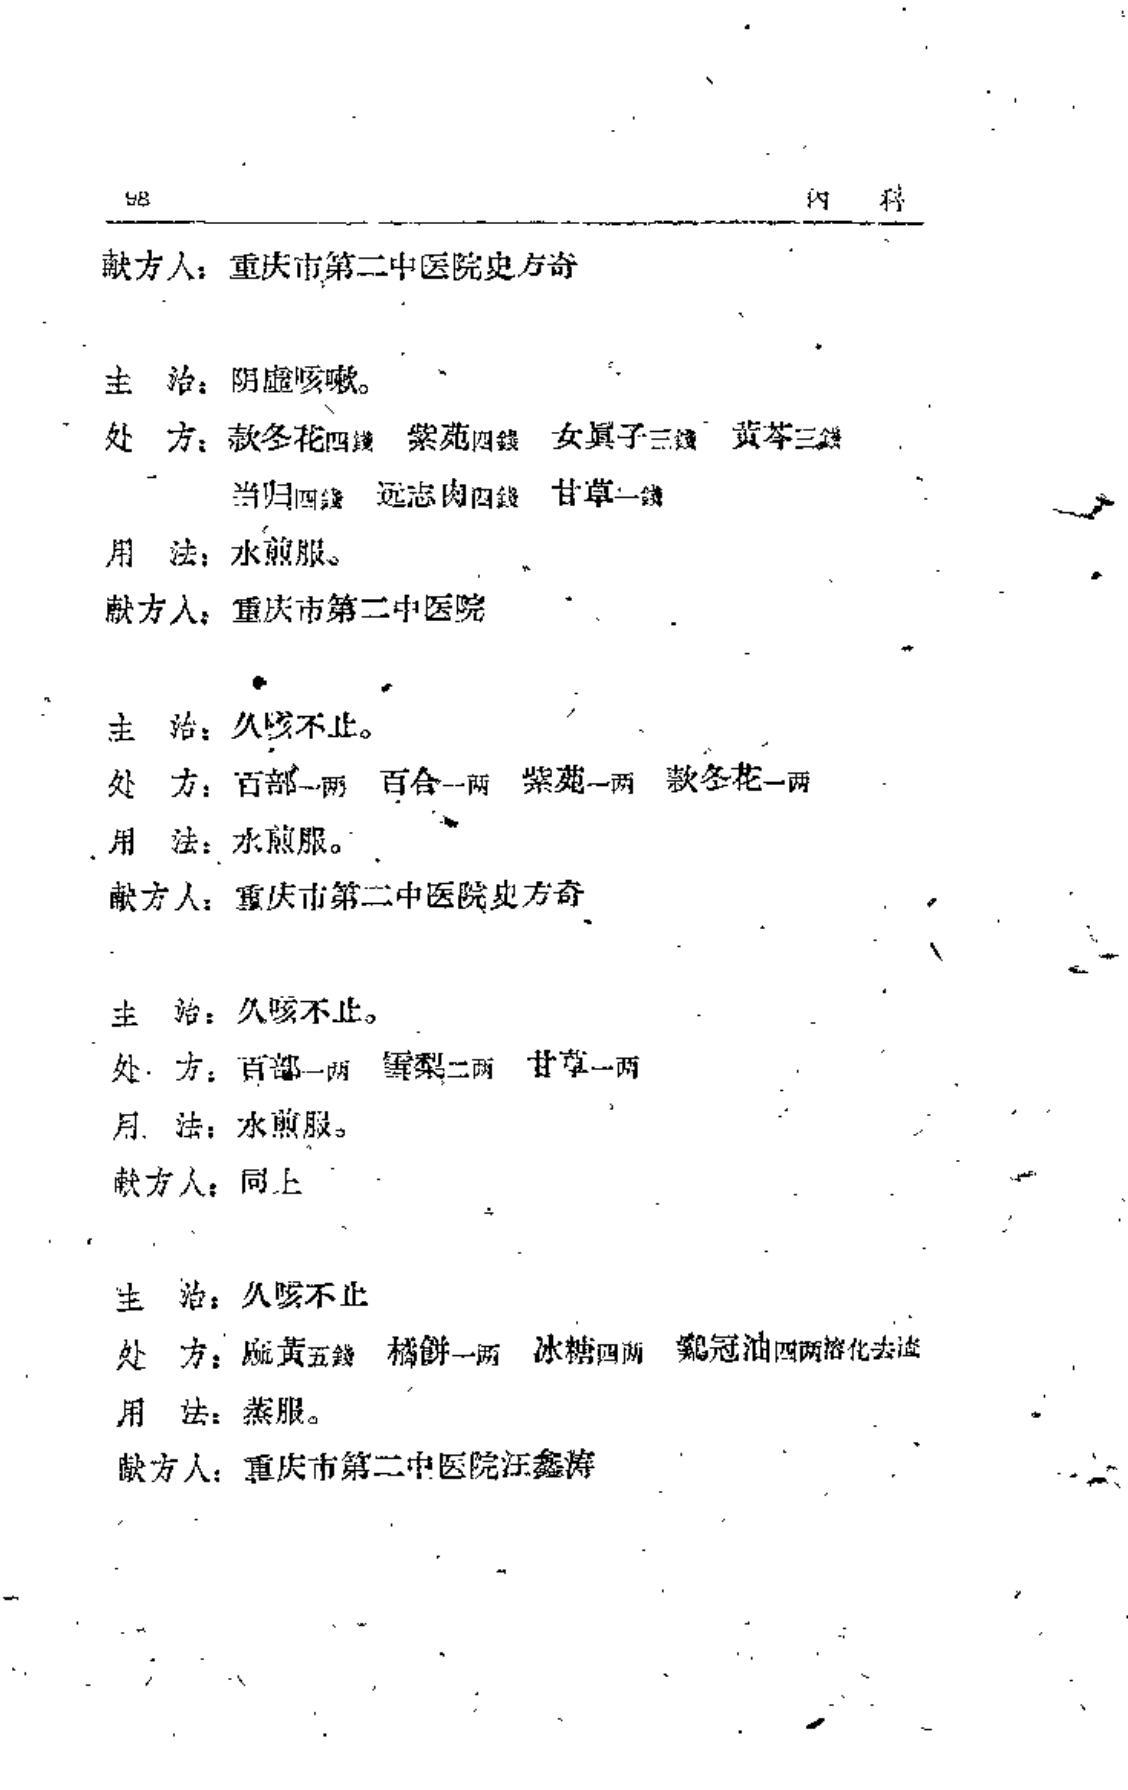 98 内 科
献方人：重庆市第二中医院史方奇
主 治：阴虚咳嗽。
处 方：款冬花四錢 紫苑四錢 女眞子三錢 黄芩三錢
当归四錢 远志肉四錢 甘草一錢
用 法：水煎服。
献方人：重庆市第二中医院
主 治：久咳不止。
处 方：百部一两 百合一两 紫苑一两 款冬花一两
用 法：水煎服。
献方人：重庆市第二中医院史方奇
主 治：久咳不止。
处 方：百部一两 雪梨二两 甘草一两
用 法：水煎服。
献方人：同上
主 治：久咳不止
处 方：麻黄五錢 橘餅一两 冰糖四两 鷄冠油四两熔化去渣
用 法：蒸服。
献方人：重庆市第二中医院汪鑫涛